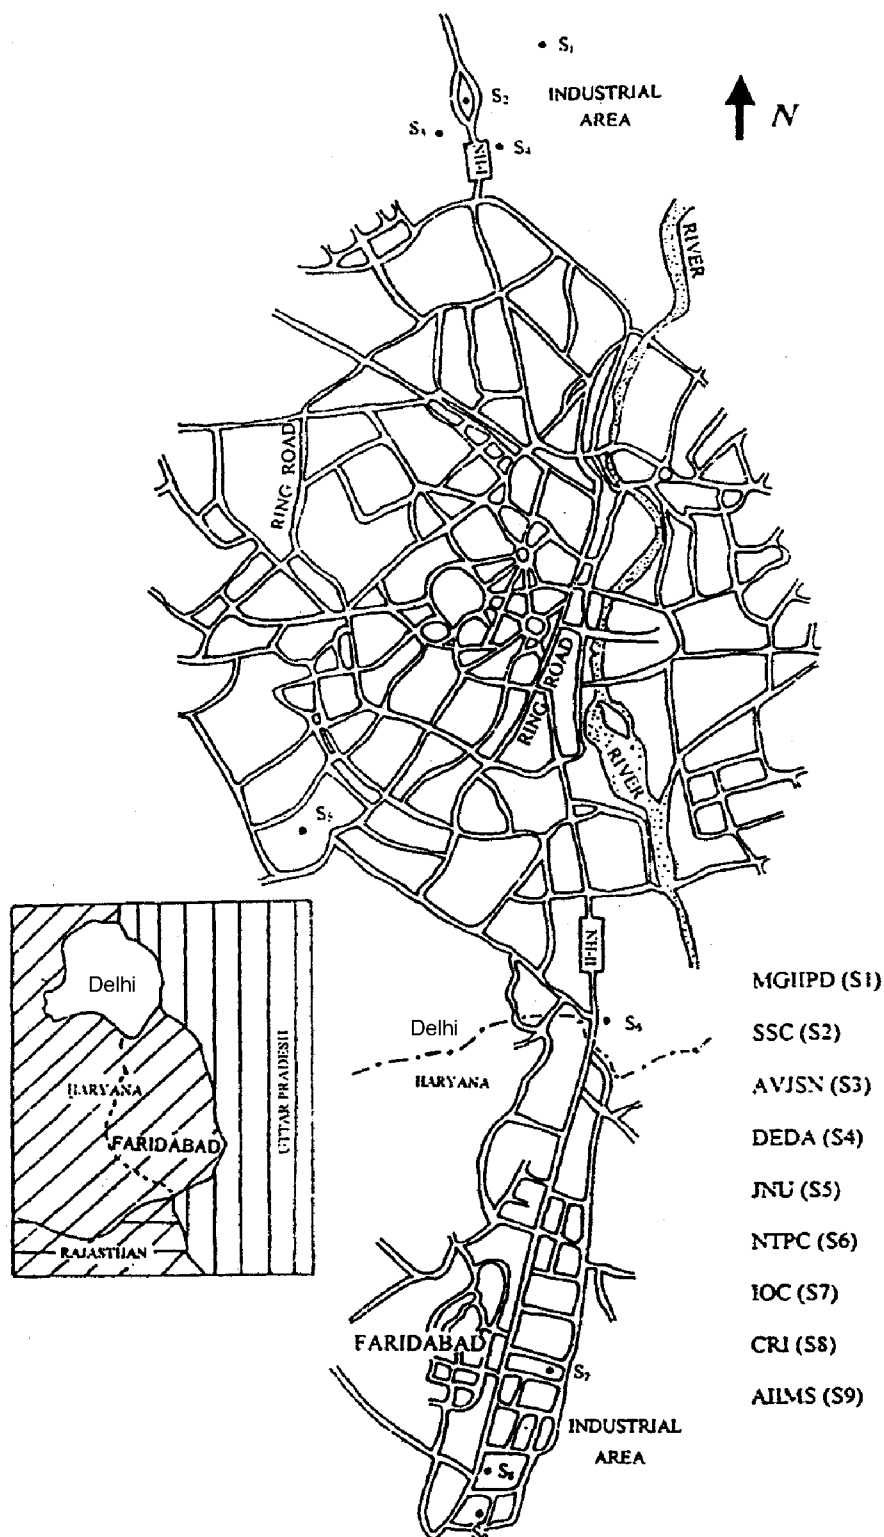 S₁
S₂
INDUSTRIAL
AREA
N
S₃
S₄
NH-I
RIVER
RING ROAD
RING ROAD
RIVER
S₅
NH-II
Delhi
HARYANA
FARIDABAD
UTTAR PRADESH
RAJASTHAN
Delhi
HARYANA
S₆
MGIIPD (S1)
SSC (S2)
AVJSN (S3)
DEDA (S4)
JNU (S5)
NTPC (S6)
IOC (S7)
CRI (S8)
AILMS (S9)
FARIDABAD
S₇
INDUSTRIAL
AREA
S₈